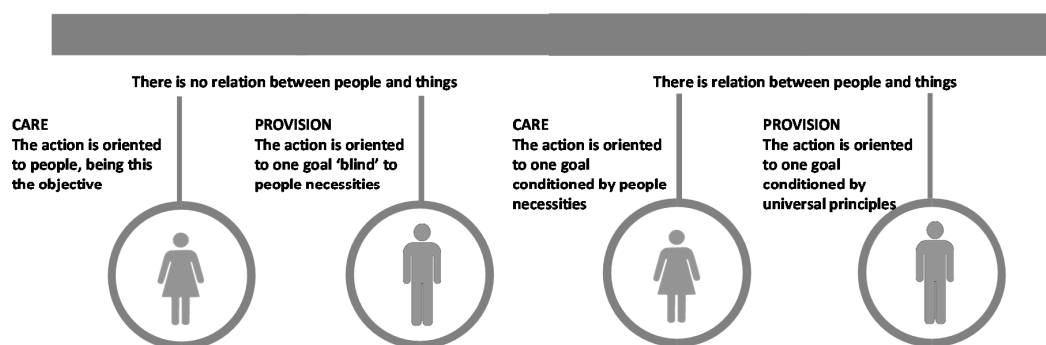 There is no relation between people and things
There is relation between people and things
CARE
The action is oriented
to people, being this
the objective
PROVISION
The action is oriented
to one goal ‘blind’ to
people necessities
CARE
The action is oriented
to one goal
conditioned by people
necessities
PROVISION
The action is oriented
to one goal
conditioned by
universal principles